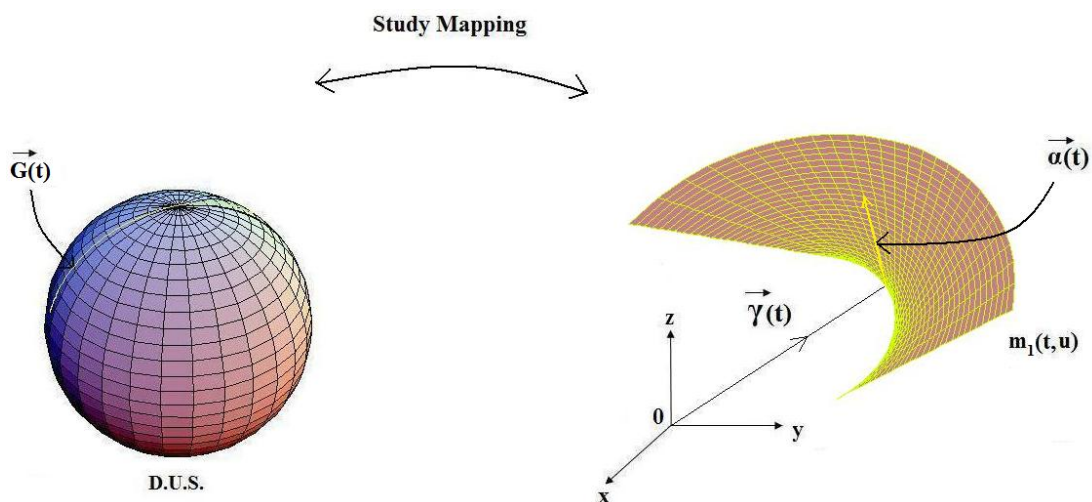 Study Mapping
G(t)
α(t)
γ(t)
z
m₁(t,u)
0
y
x
D.U.S.